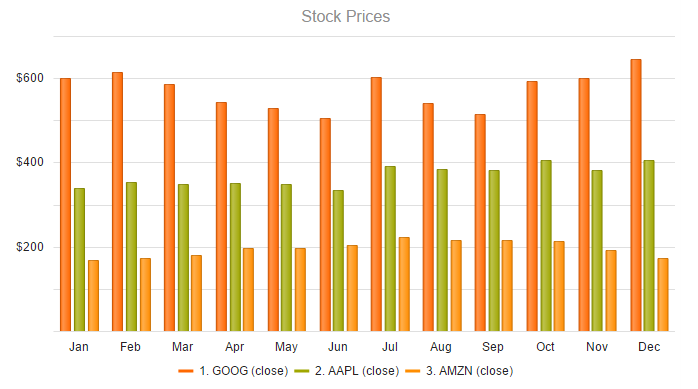 Stock Prices
$600
$400
$200
Jan Feb Mar Apr May Jun Jul Aug Sep Oct Nov Dec
1. GOOG (close) 2. AAPL (close) 3. AMZN (close)